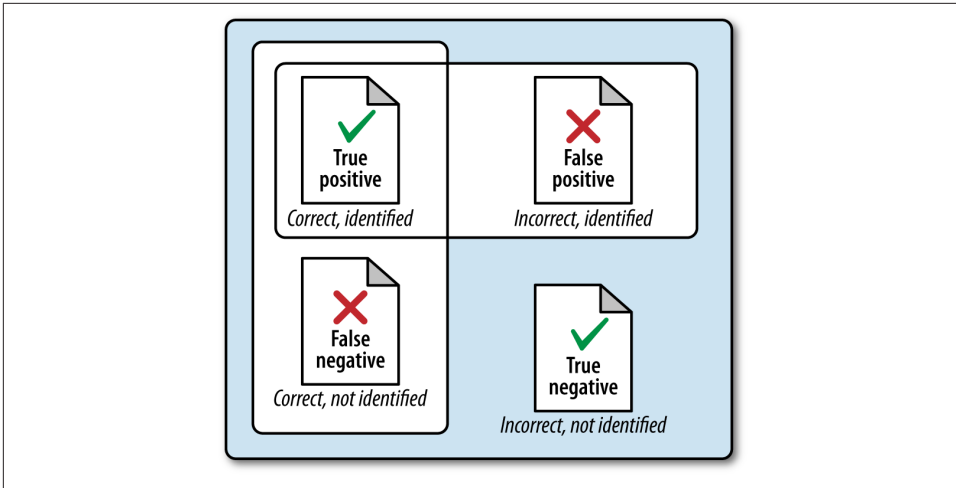 True
positive
Correct, identified
False
positive
Incorrect, identified
False
negative
Correct, not identified
True
negative
Incorrect, not identified